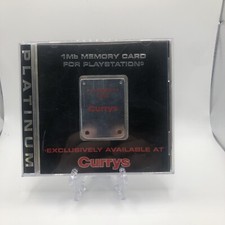 PLATINUM
1Mb MEMORY CARD
FOR PLAYSTATION
EXCLUSIVELY AVAILABLE AT
Currys